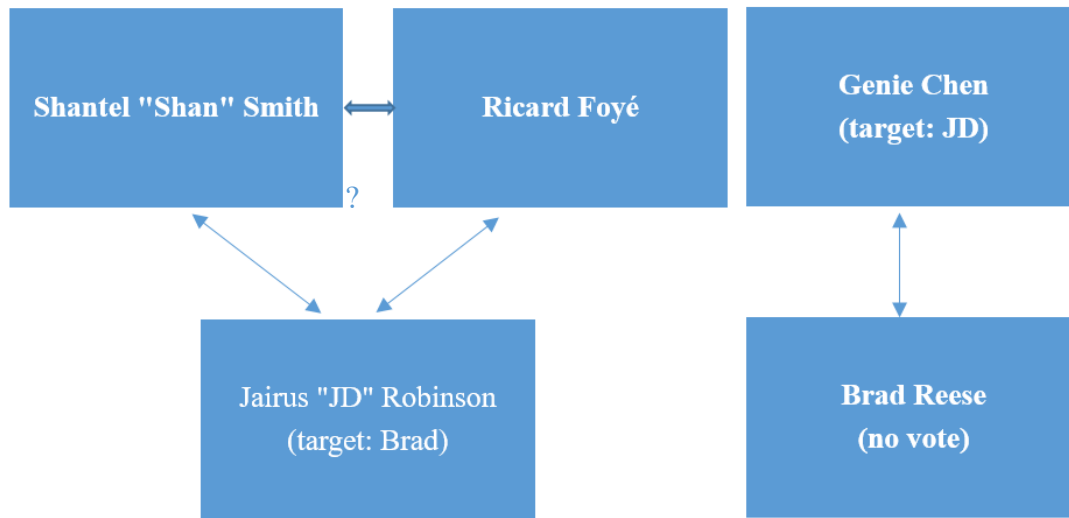 Shantel "Shan" Smith
Ricard Foyé
Genie Chen
(target: JD)
?
Jairus "JD" Robinson
(target: Brad)
Brad Reese
(no vote)